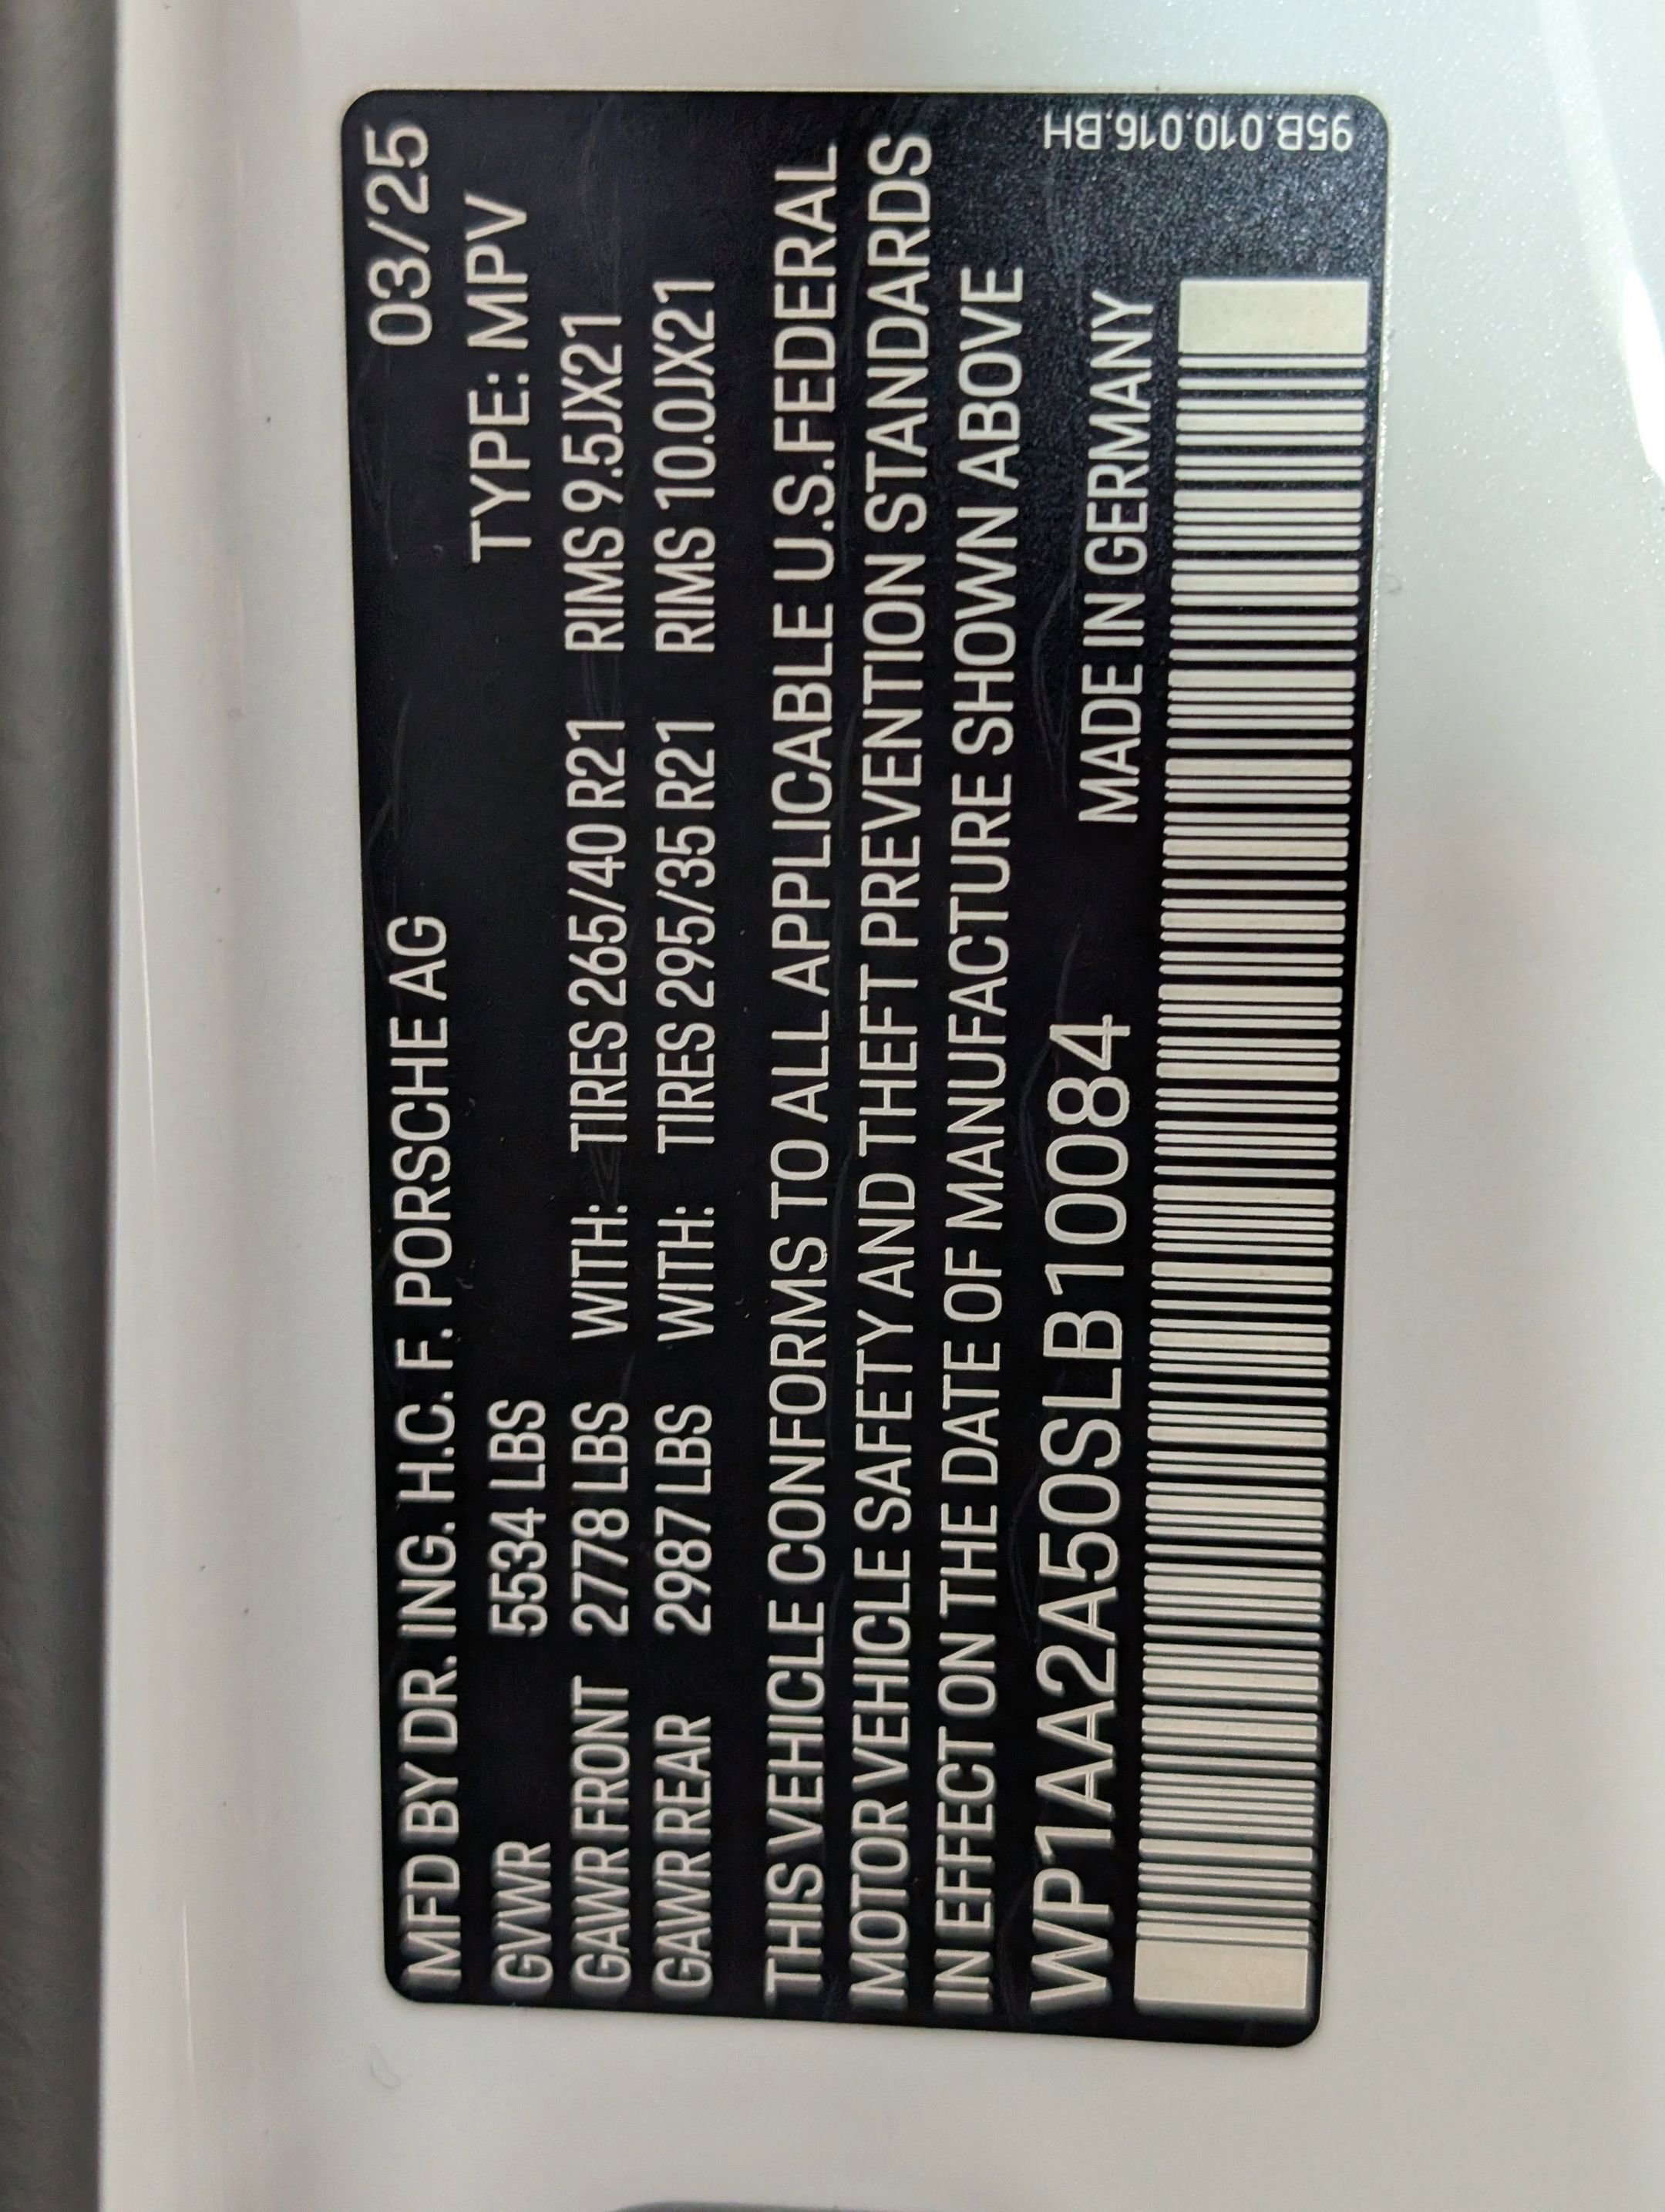 MFD BY DR. ING. H.C. F. PORSCHE AG 03/25
GVWR 5534 LBS TYPE: MPV
GAWR FRONT 2778 LBS WITH: TIRES 265/40 R21 RIMS 9.5JX21
GAWR REAR 2987 LBS WITH: TIRES 295/35 R21 RIMS 10.0JX21
THIS VEHICLE CONFORMS TO ALL APPLICABLE U.S.FEDERAL
MOTOR VEHICLE SAFETY AND THEFT PREVENTION STANDARDS
IN EFFECT ON THE DATE OF MANUFACTURE SHOWN ABOVE
WP1AA2A50SLB10084 MADE IN GERMANY
95B.010.016.BH